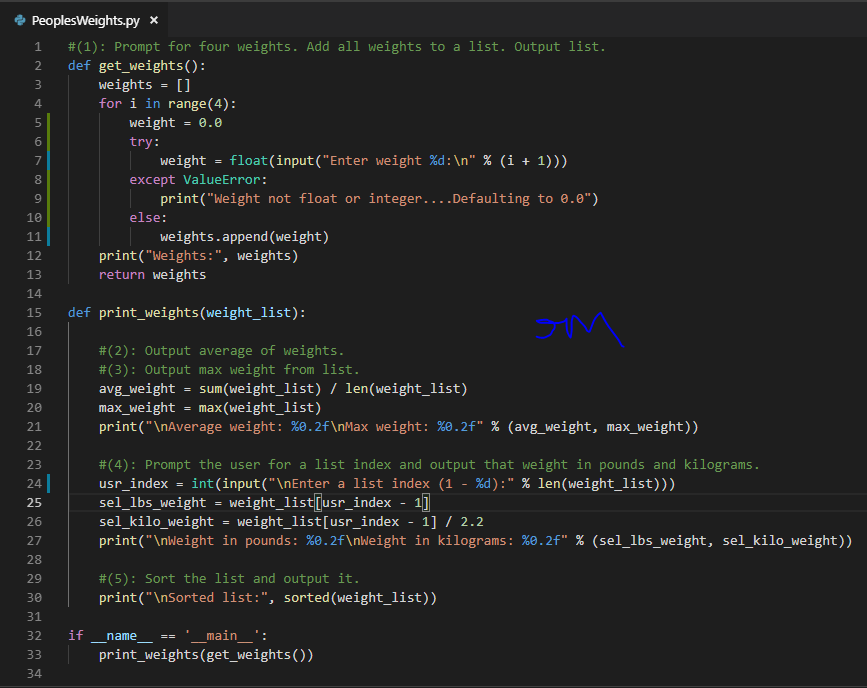 PeoplesWeights.py ×
1 #(1): Prompt for four weights. Add all weights to a list. Output list.
2 def get_weights():
3     weights = []
4     for i in range(4):
5         weight = 0.0
6         try:
7             weight = float(input("Enter weight %d:\n" % (i + 1)))
8         except ValueError:
9             print("Weight not float or integer....Defaulting to 0.0")
10         else:
11             weights.append(weight)
12     print("Weights:", weights)
13     return weights
14
15 def print_weights(weight_list):
16
17     #(2): Output average of weights.
18     #(3): Output max weight from list.
19     avg_weight = sum(weight_list) / len(weight_list)
20     max_weight = max(weight_list)
21     print("\nAverage weight: %0.2f\nMax weight: %0.2f" % (avg_weight, max_weight))
22
23     #(4): Prompt the user for a list index and output that weight in pounds and kilograms.
24     usr_index = int(input("\nEnter a list index (1 - %d):" % len(weight_list)))
25     sel_lbs_weight = weight_list[usr_index - 1]
26     sel_kilo_weight = weight_list[usr_index - 1] / 2.2
27     print("\nWeight in pounds: %0.2f\nWeight in kilograms: %0.2f" % (sel_lbs_weight, sel_kilo_weight))
28
29     #(5): Sort the list and output it.
30     print("\nSorted list:", sorted(weight_list))
31
32 if __name__ == '__main__':
33     print_weights(get_weights())
34